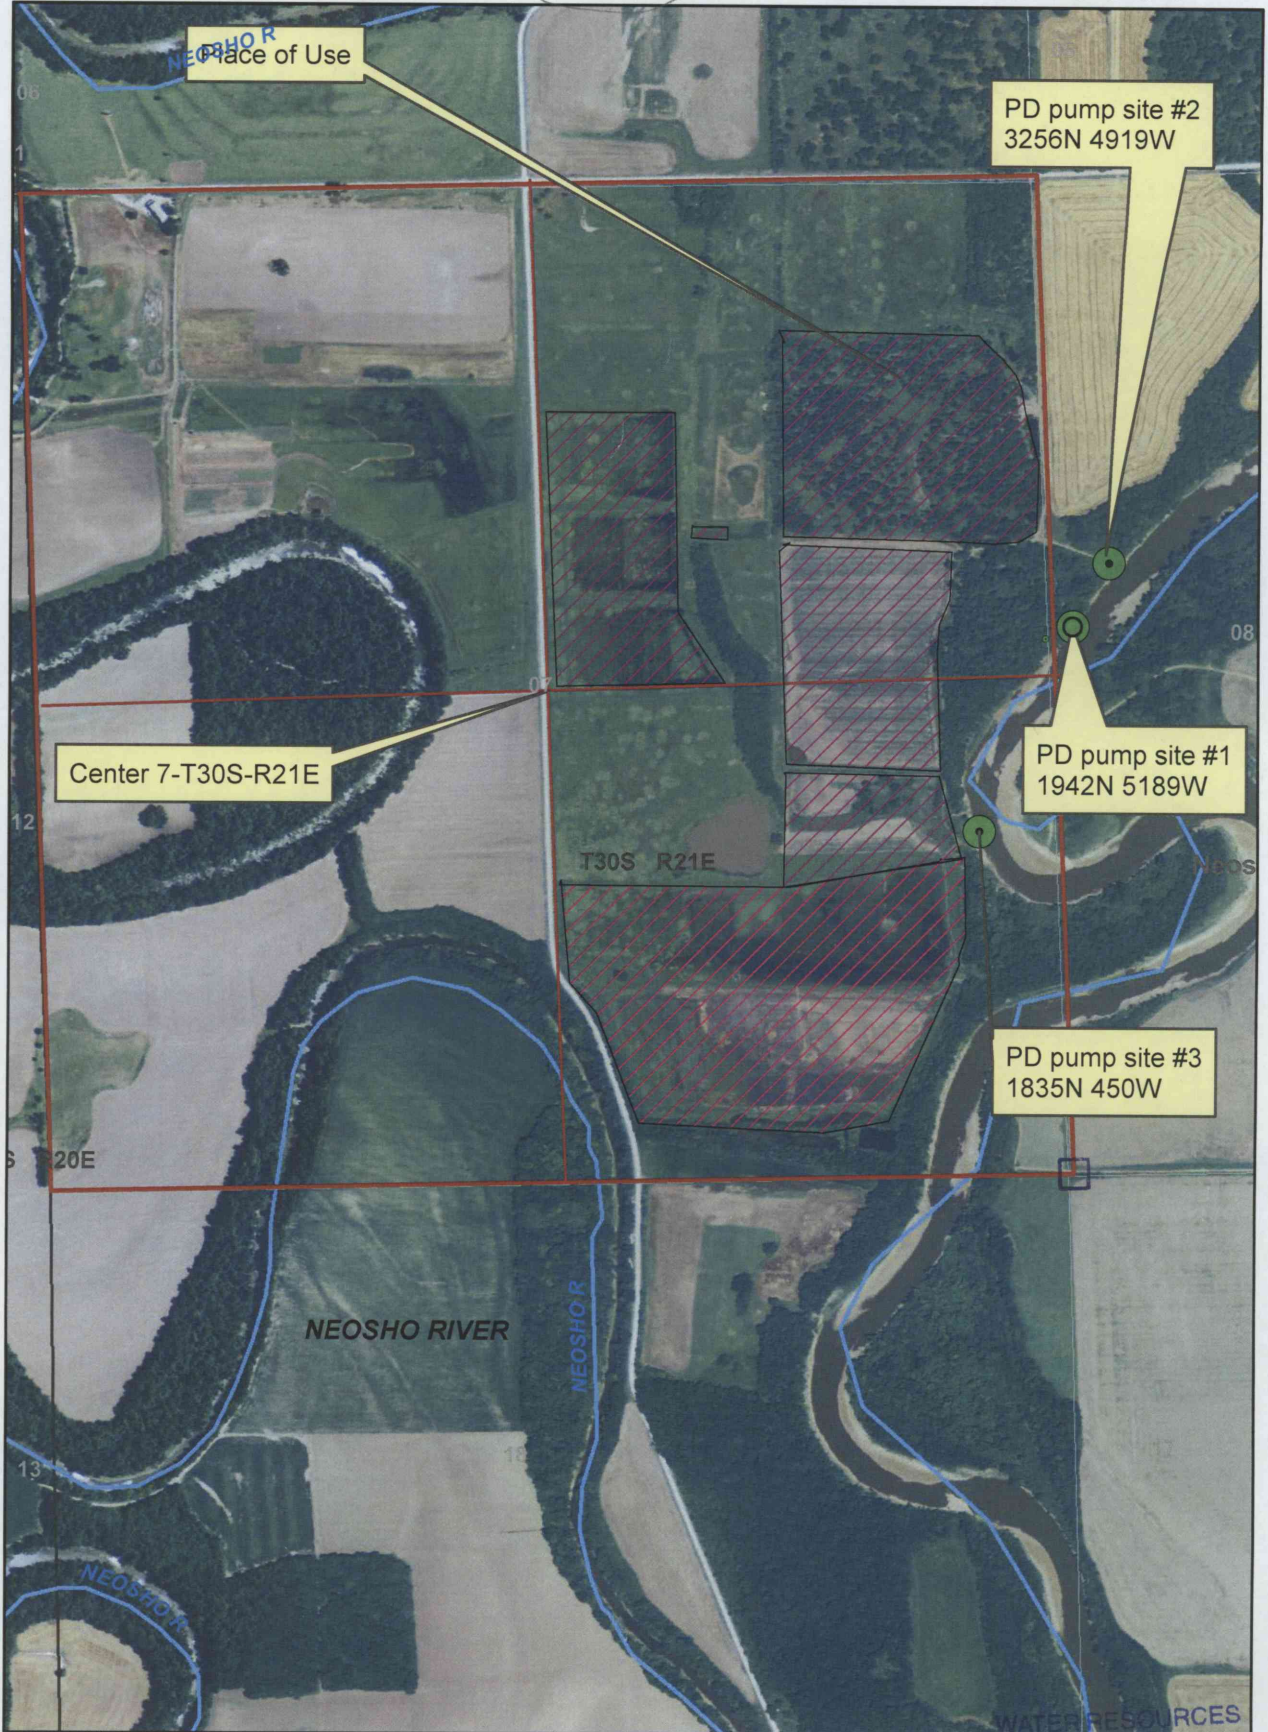 NEOSHO R
Place of Use
06
1
PD pump site #2
3256N 4919W
07
08
Center 7-T30S-R21E
PD pump site #1
1942N 5189W
12
T30S R21E
Neos
PD pump site #3
1835N 450W
S R20E
NEOSHO RIVER
NEOSHO R
18
13
NEOSHO R
WATER RESOURCES